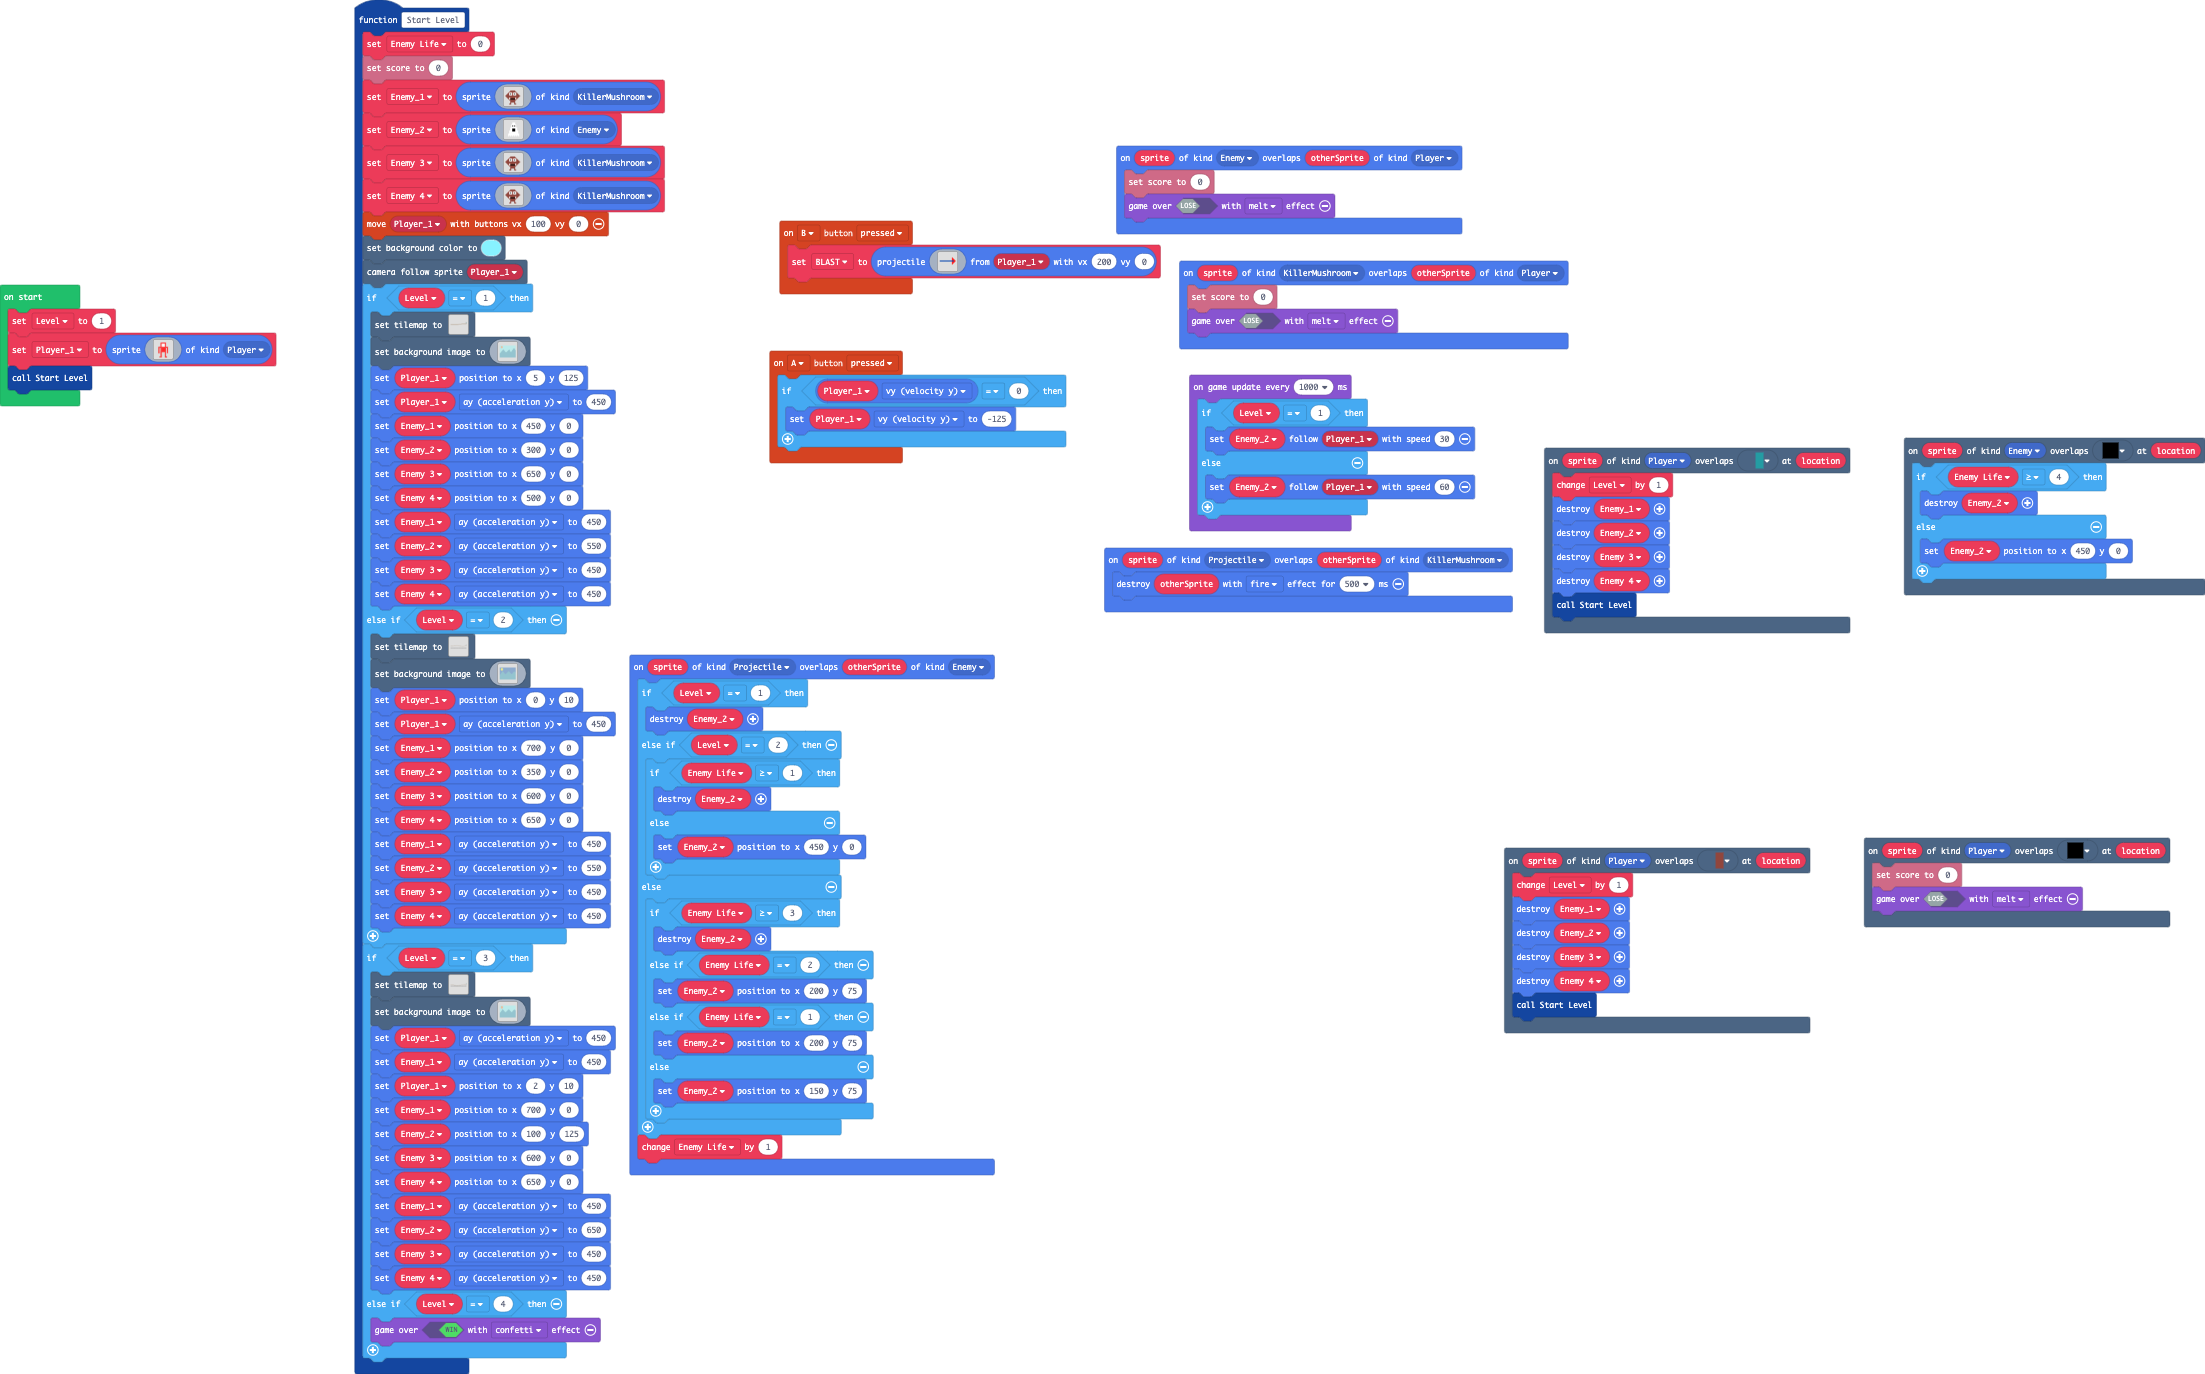 on start
set Level to 1
set Player_1 to sprite of kind Player
call Start Level
function Start Level
set Enemy Life to 0
set score to 0
set Enemy_1 to sprite of kind KillerMushroom
set Enemy_2 to sprite of kind Enemy
set Enemy 3 to sprite of kind KillerMushroom
set Enemy 4 to sprite of kind KillerMushroom
move Player_1 with buttons vx 100 vy 0
set background color to
camera follow sprite Player_1
if Level = 1 then
set tilemap to
set background image to
set Player_1 position to x 5 y 125
set Player_1 ay (acceleration y) to 450
set Enemy_1 position to x 450 y 0
set Enemy_2 position to x 300 y 0
set Enemy 3 position to x 650 y 0
set Enemy 4 position to x 500 y 0
set Enemy_1 ay (acceleration y) to 450
set Enemy_2 ay (acceleration y) to 550
set Enemy 3 ay (acceleration y) to 450
set Enemy 4 ay (acceleration y) to 450
else if Level = 2 then
set tilemap to
set background image to
set Player_1 position to x 0 y 10
set Player_1 ay (acceleration y) to 450
set Enemy_1 position to x 700 y 0
set Enemy_2 position to x 350 y 0
set Enemy 3 position to x 600 y 0
set Enemy 4 position to x 650 y 0
set Enemy_1 ay (acceleration y) to 450
set Enemy_2 ay (acceleration y) to 550
set Enemy 3 ay (acceleration y) to 450
set Enemy 4 ay (acceleration y) to 450
if Level = 3 then
set tilemap to
set background image to
set Player_1 ay (acceleration y) to 450
set Enemy_1 ay (acceleration y) to 450
set Player_1 position to x 2 y 10
set Enemy_1 position to x 700 y 0
set Enemy_2 position to x 100 y 125
set Enemy 3 position to x 600 y 0
set Enemy 4 position to x 650 y 0
set Enemy_1 ay (acceleration y) to 450
set Enemy_2 ay (acceleration y) to 650
set Enemy 3 ay (acceleration y) to 450
set Enemy 4 ay (acceleration y) to 450
else if Level = 4 then
game over WIN with confetti effect
on B button pressed
set BLAST to projectile from Player_1 with vx 200 vy 0
on A button pressed
if Player_1 vy (velocity y) = 0 then
set Player_1 vy (velocity y) to -125
on sprite of kind Projectile overlaps otherSprite of kind Enemy
if Level = 1 then
destroy Enemy_2
else if Level = 2 then
if Enemy Life ≥ 1 then
destroy Enemy_2
else
set Enemy_2 position to x 450 y 0
else
if Enemy Life ≥ 3 then
destroy Enemy_2
else if Enemy Life = 2 then
set Enemy_2 position to x 200 y 75
else if Enemy Life = 1 then
set Enemy_2 position to x 200 y 75
else
set Enemy_2 position to x 150 y 75
change Enemy Life by 1
on sprite of kind Enemy overlaps otherSprite of kind Player
set score to 0
game over LOSE with melt effect
on sprite of kind KillerMushroom overlaps otherSprite of kind Player
set score to 0
game over LOSE with melt effect
on game update every 1000 ms
if Level = 1 then
set Enemy_2 follow Player_1 with speed 30
else
set Enemy_2 follow Player_1 with speed 60
on sprite of kind Projectile overlaps otherSprite of kind KillerMushroom
destroy otherSprite with fire effect for 500 ms
on sprite of kind Player overlaps at location
change Level by 1
destroy Enemy_1
destroy Enemy_2
destroy Enemy 3
destroy Enemy 4
call Start Level
on sprite of kind Enemy overlaps at location
if Enemy Life ≥ 4 then
destroy Enemy_2
else
set Enemy_2 position to x 450 y 0
on sprite of kind Player overlaps at location
change Level by 1
destroy Enemy_1
destroy Enemy_2
destroy Enemy 3
destroy Enemy 4
call Start Level
on sprite of kind Player overlaps at location
set score to 0
game over LOSE with melt effect